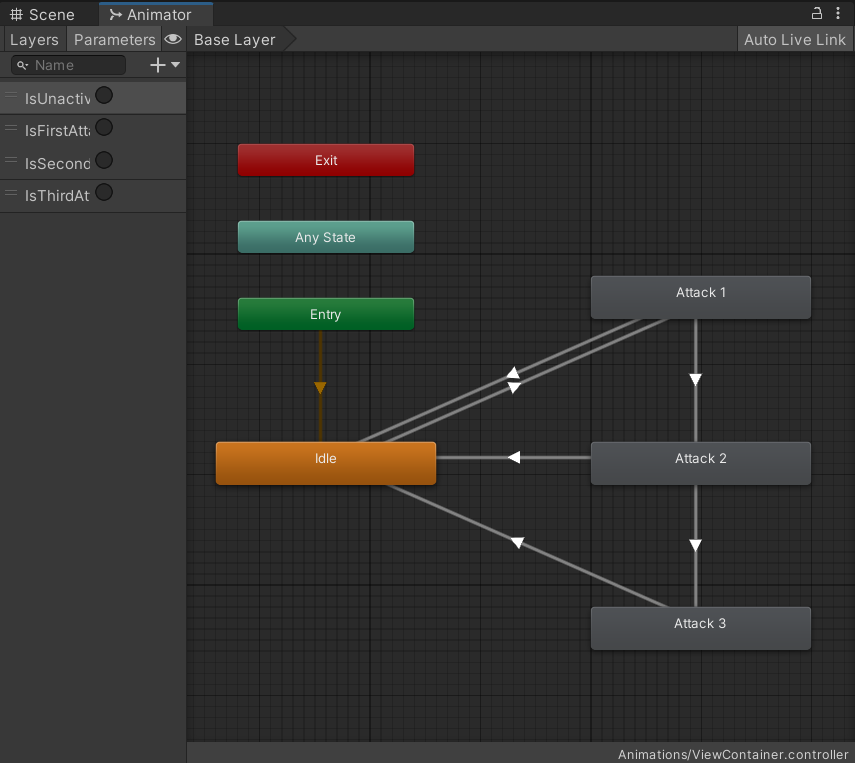 Scene Animator
Layers Parameters Base Layer Auto Live Link
Name
IsUnactiv
IsFirstAtta
IsSecond
IsThirdAt
Exit
Any State
Entry
Attack 1
Idle
Attack 2
Attack 3
Animations/ViewContainer.controller